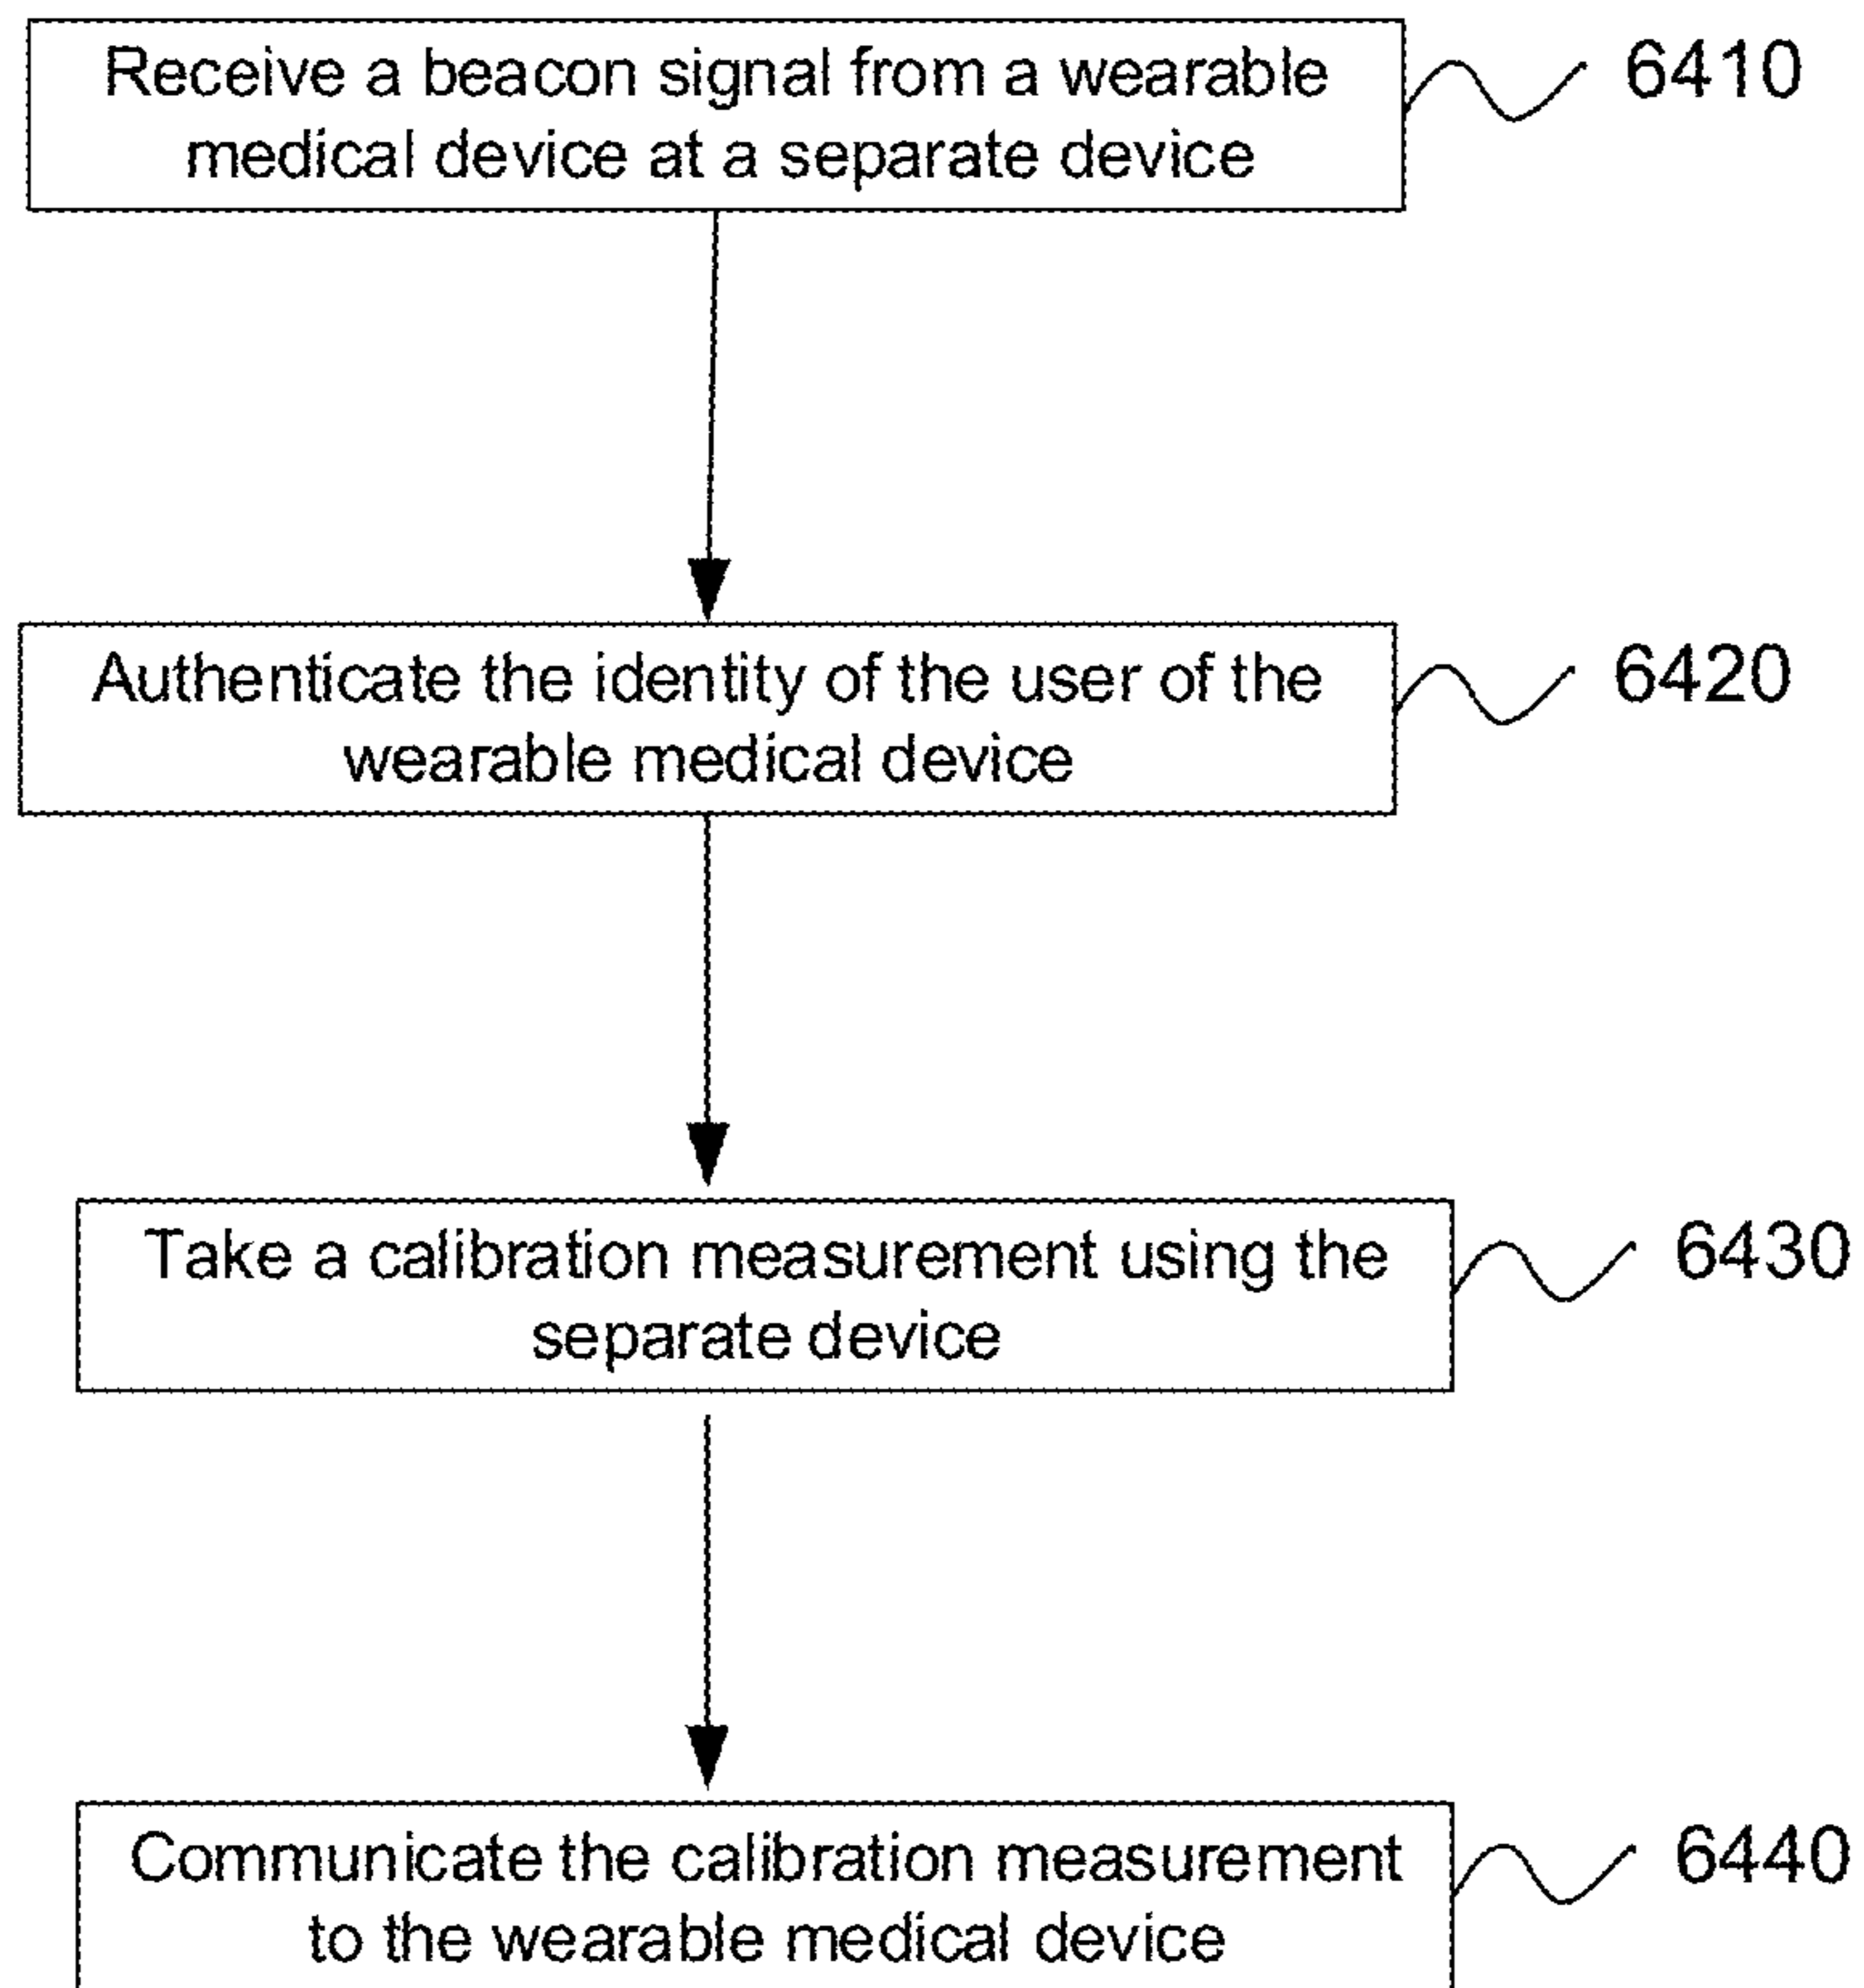 Receive a beacon signal from a wearable
medical device at a separate device
6410
Authenticate the identity of the user of the
wearable medical device
6420
Take a calibration measurement using the
separate device
6430
Communicate the calibration measurement
to the wearable medical device
6440